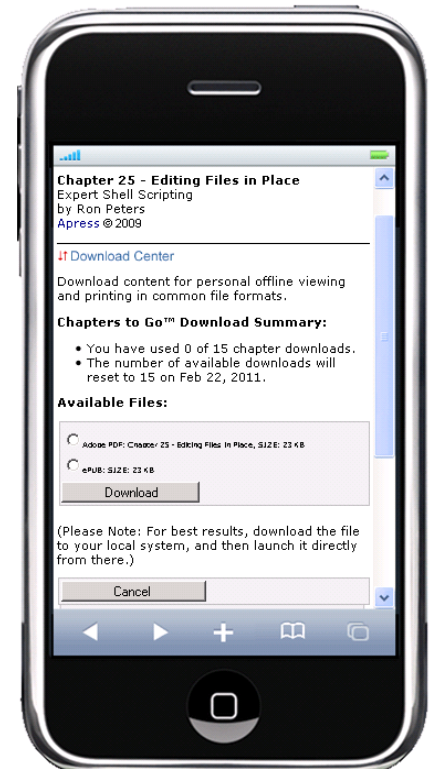 Chapter 25 - Editing Files in Place
Expert Shell Scripting
by Ron Peters
Apress © 2009
Download Center
Download content for personal offline viewing
and printing in common file formats.
Chapters to Go™ Download Summary:
• You have used 0 of 15 chapter downloads.
• The number of available downloads will
reset to 15 on Feb 22, 2011.
Available Files:
Adobe PDF: Chapter 25 - Editing Files in Place, SIZE: 23 KB
ePUB: SIZE: 23 KB
Download
(Please Note: For best results, download the file
to your local system, and then launch it directly
from there.)
Cancel